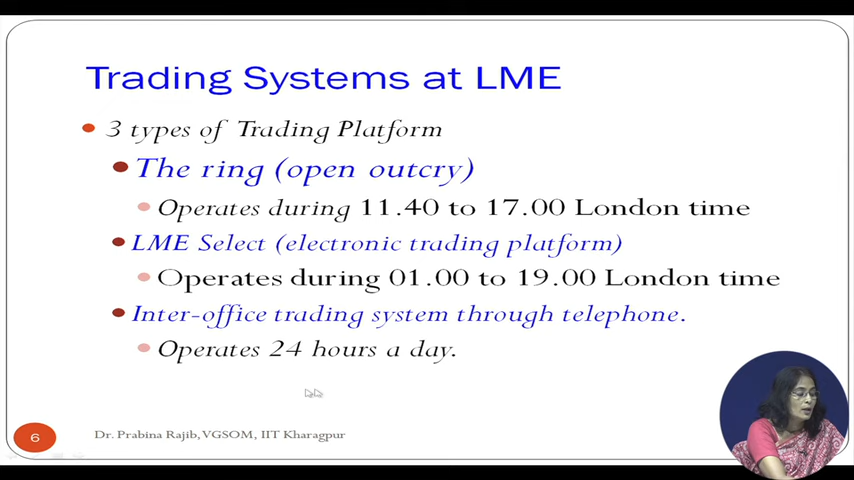 Trading Systems at LME
3 types of Trading Platform
The ring (open outcry)
Operates during 11.40 to 17.00 London time
LME Select (electronic trading platform)
Operates during 01.00 to 19.00 London time
Inter-office trading system through telephone.
Operates 24 hours a day.
6
Dr. Prabina Rajib, VGSOM, IIT Kharagpur